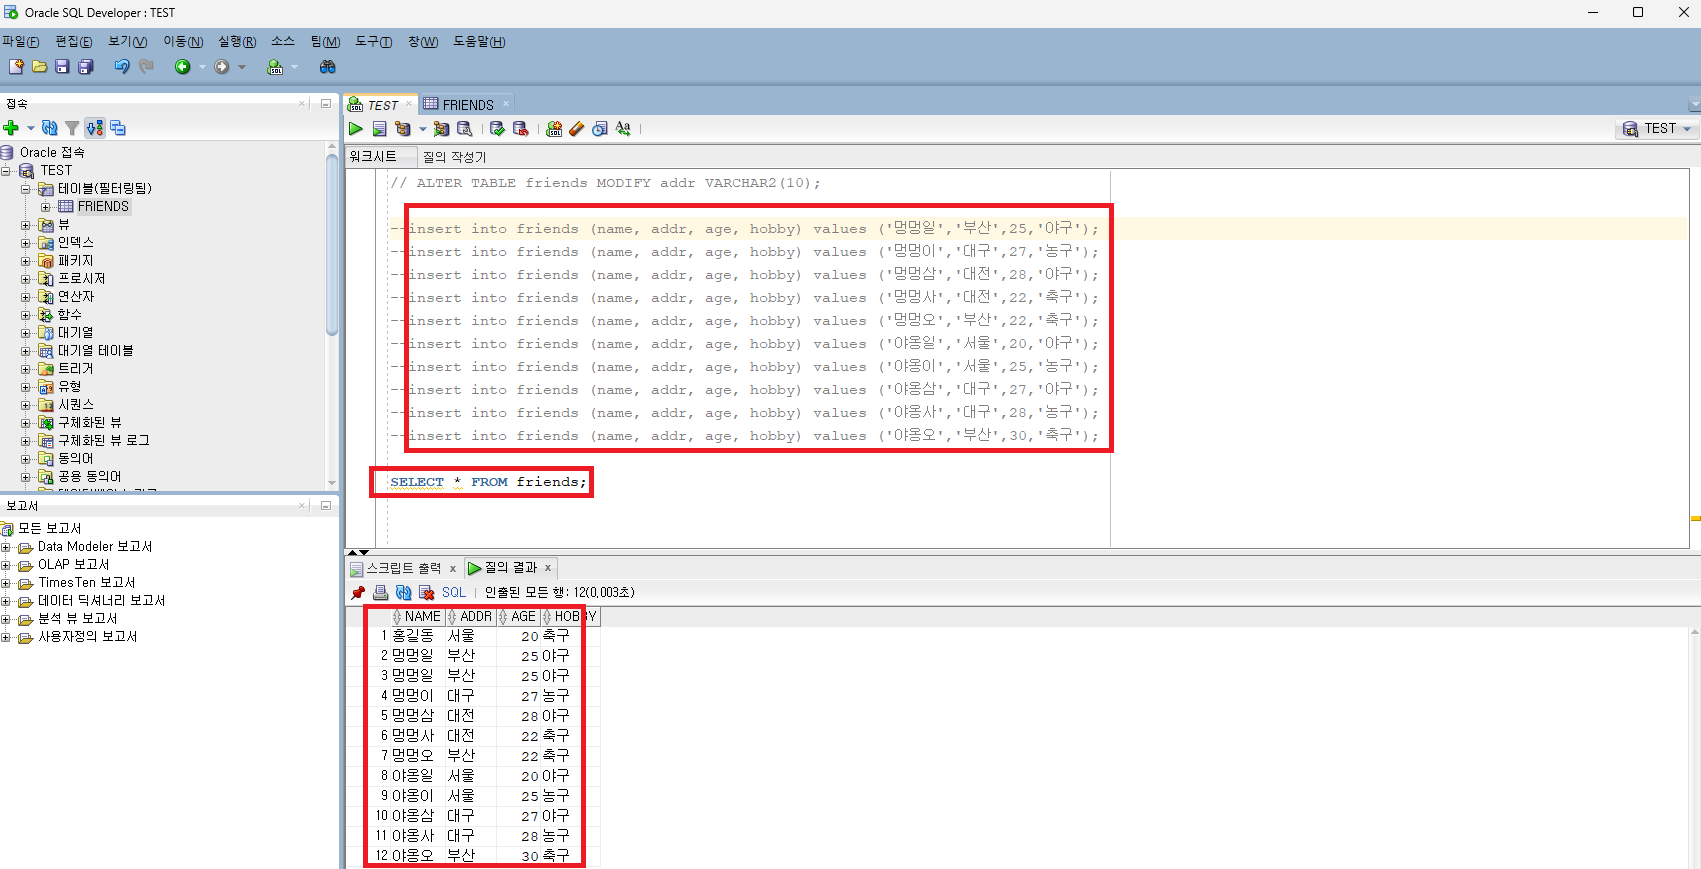 Oracle SQL Developer : TEST
파일(F) 편집(E) 보기(V) 이동(N) 실행(R) 소스 팀(M) 도구(T) 창(W) 도움말(H)
접속
Oracle 접속
TEST
테이블(필터링됨)
FRIENDS
뷰
인덱스
패키지
프로시저
연산자
함수
대기열
대기열 테이블
트리거
유형
시퀀스
구체화된 뷰
구체화된 뷰 로그
동의어
공용 동의어
보고서
모든 보고서
Data Modeler 보고서
OLAP 보고서
TimesTen 보고서
데이터 딕셔너리 보고서
분석 뷰 보고서
사용자정의 보고서
TEST FRIENDS
TEST
워크시트 질의 작성기
// ALTER TABLE friends MODIFY addr VARCHAR2(10);
--insert into friends (name, addr, age, hobby) values ('멍멍일','부산',25,'야구');
--insert into friends (name, addr, age, hobby) values ('멍멍이','대구',27,'농구');
--insert into friends (name, addr, age, hobby) values ('멍멍삼','대전',28,'야구');
--insert into friends (name, addr, age, hobby) values ('멍멍사','대전',22,'축구');
--insert into friends (name, addr, age, hobby) values ('멍멍오','부산',22,'축구');
--insert into friends (name, addr, age, hobby) values ('야옹일','서울',20,'야구');
--insert into friends (name, addr, age, hobby) values ('야옹이','서울',25,'농구');
--insert into friends (name, addr, age, hobby) values ('야옹삼','대구',27,'야구');
--insert into friends (name, addr, age, hobby) values ('야옹사','대구',28,'농구');
--insert into friends (name, addr, age, hobby) values ('야옹오','부산',30,'축구');
SELECT * FROM friends;
스크립트 출력 질의 결과
SQL 인출된 모든 행: 12(0,003초)
NAME ADDR AGE HOBBY
1 홍길동 서울 20 축구
2 멍멍일 부산 25 야구
3 멍멍일 부산 25 야구
4 멍멍이 대구 27 농구
5 멍멍삼 대전 28 야구
6 멍멍사 대전 22 축구
7 멍멍오 부산 22 축구
8 야옹일 서울 20 야구
9 야옹이 서울 25 농구
10 야옹삼 대구 27 야구
11 야옹사 대구 28 농구
12 야옹오 부산 30 축구